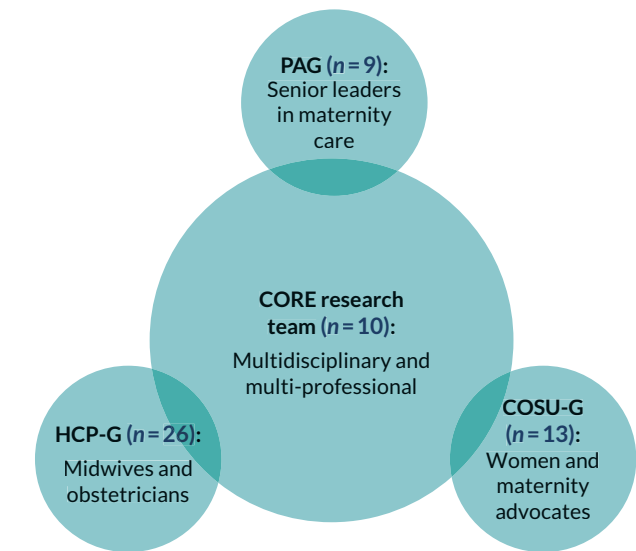 PAG (n = 9):
Senior leaders
in maternity
care
CORE research
team (n = 10):
Multidisciplinary and
multi-professional
HCP-G (n = 26):
Midwives and
obstetricians
COSU-G
(n = 13):
Women and
maternity
advocates